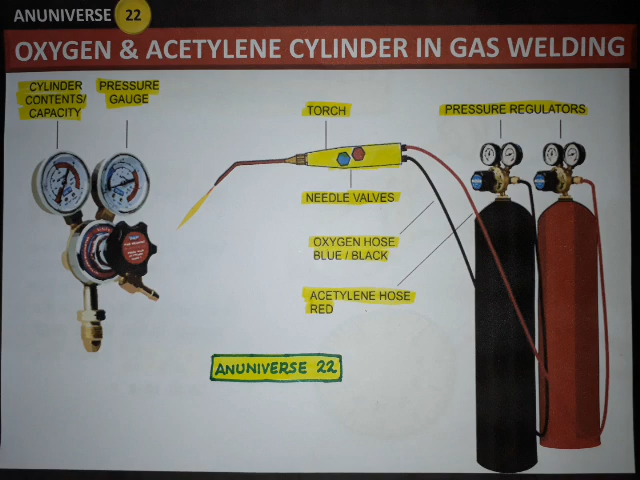 ANUNIVERSE 22
OXYGEN & ACETYLENE CYLINDER IN GAS WELDING
CYLINDER
CONTENTS/
CAPACITY
PRESSURE
GAUGE
TORCH
PRESSURE REGULATORS
NEEDLE VALVES
OXYGEN HOSE
BLUE / BLACK
ACETYLENE HOSE
RED
ANUNIVERSE 22